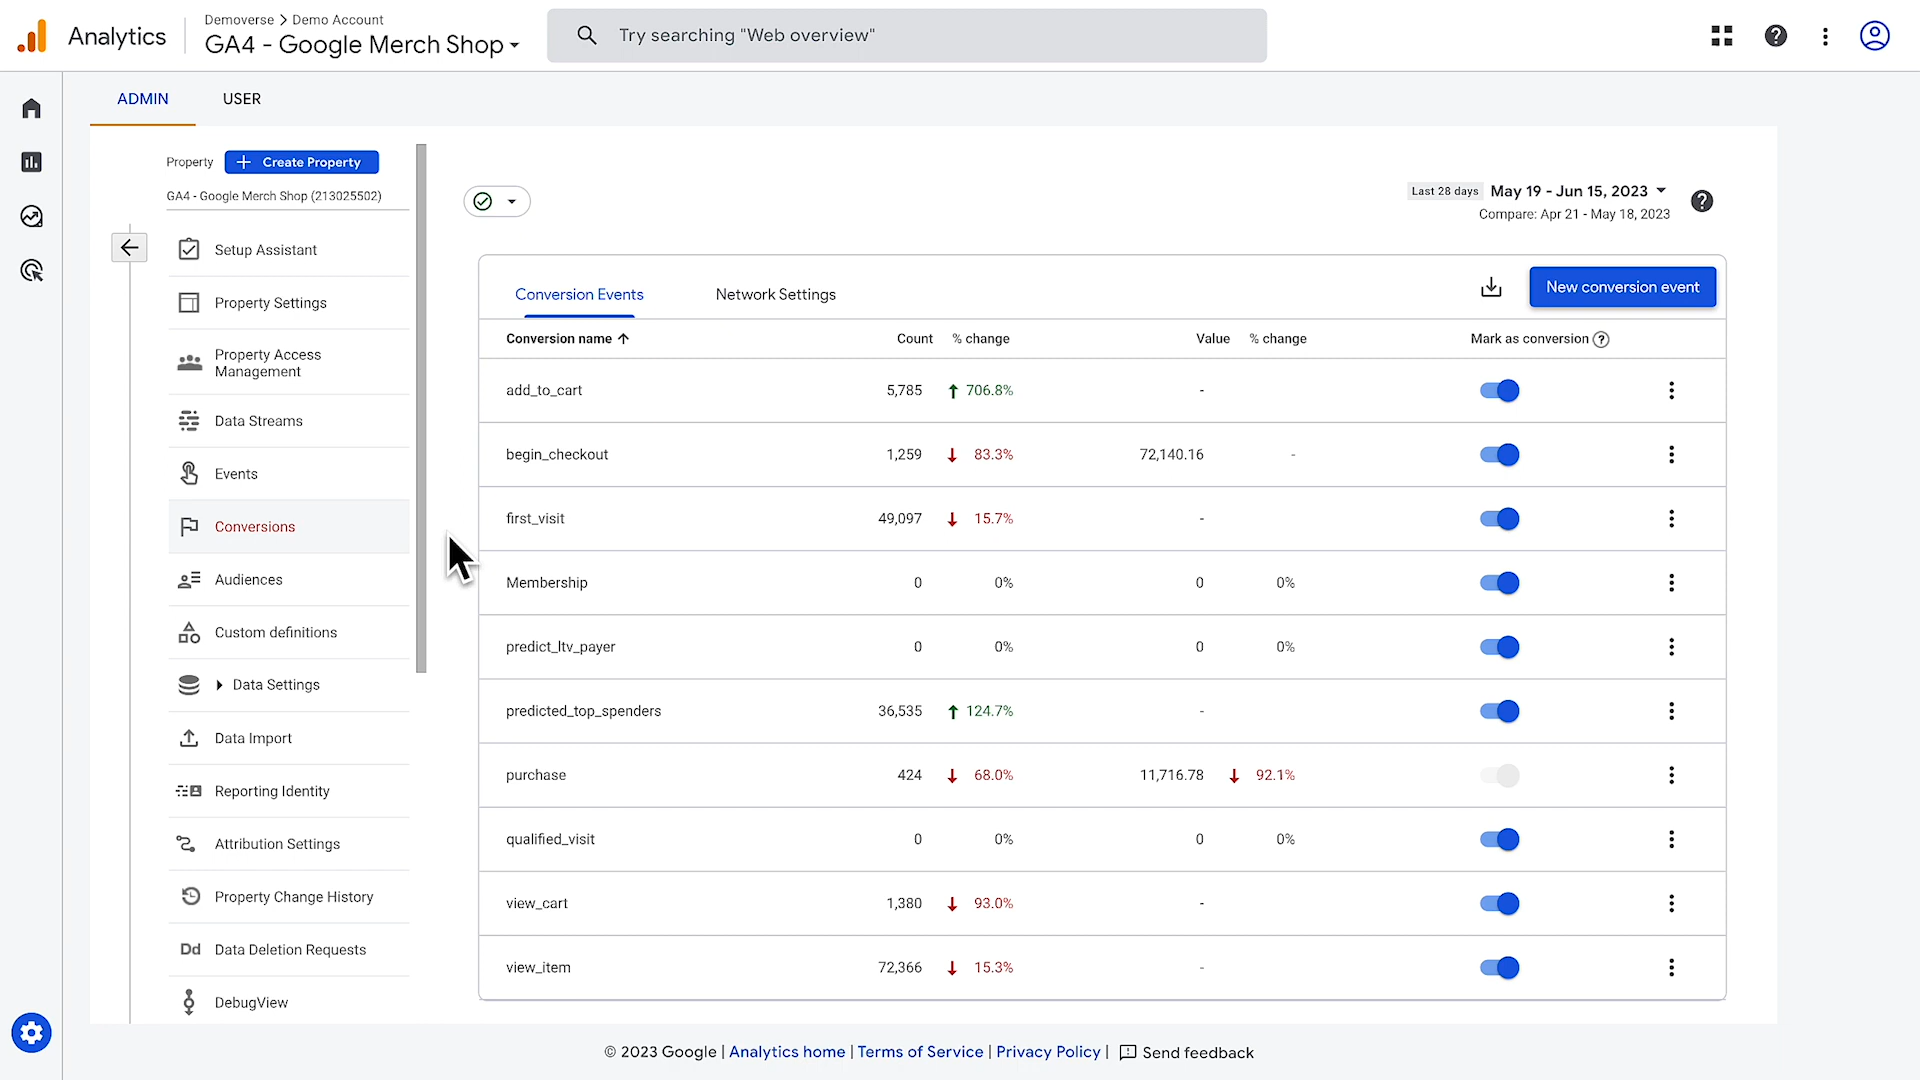 Analytics
Demoverse > Demo Account
GA4 - Google Merch Shop
Try searching "Web overview"
ADMIN
USER
Property
Create Property
GA4 - Google Merch Shop (213025502)
Setup Assistant
Property Settings
Property Access
Management
Data Streams
Events
Conversions
Audiences
Custom definitions
Data Settings
Data Import
Reporting Identity
Attribution Settings
Property Change History
Dd Data Deletion Requests
DebugView
Last 28 days May 19 - Jun 15, 2023
Compare: Apr 21 - May 18, 2023
Conversion Events
Network Settings
New conversion event
Conversion name Count % change Value % change Mark as conversion
add_to_cart 5,785 706.8% -
begin_checkout 1,259 83.3% 72,140.16 -
first_visit 49,097 15.7% -
Membership 0 0% 0 0%
predict_ltv_payer 0 0% 0 0%
predicted_top_spenders 36,535 124.7% -
purchase 424 68.0% 11,716.78 92.1%
qualified_visit 0 0% 0 0%
view_cart 1,380 93.0% -
view_item 72,366 15.3% -
© 2023 Google | Analytics home | Terms of Service | Privacy Policy | Send feedback